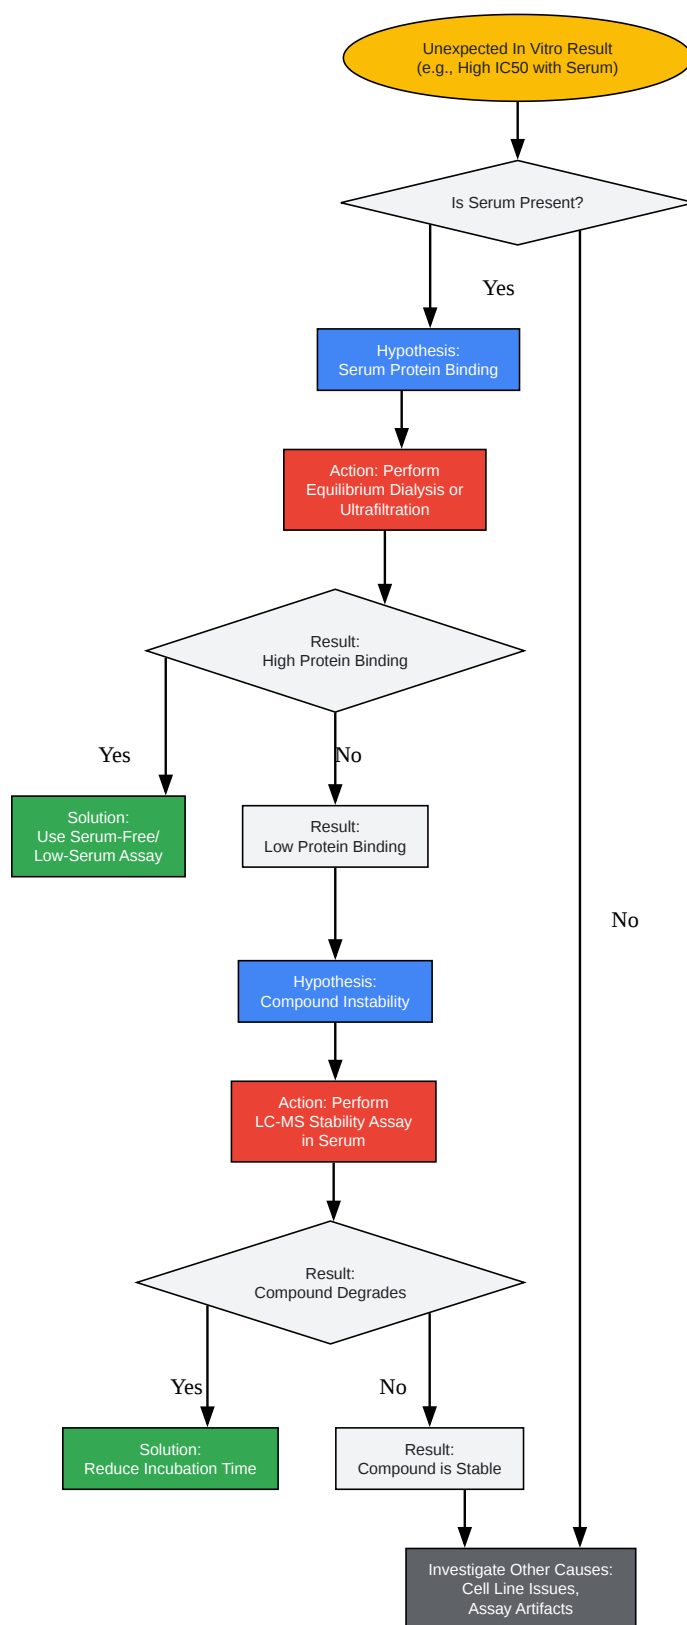 Unexpected In Vitro Result
(e.g., High IC50 with Serum)
Is Serum Present?
Yes
Hypothesis:
Serum Protein Binding
Action: Perform
Equilibrium Dialysis or
Ultrafiltration
Result:
High Protein Binding
Yes
No
Solution:
Use Serum-Free/
Low-Serum Assay
Result:
Low Protein Binding
No
Hypothesis:
Compound Instability
Action: Perform
LC-MS Stability Assay
in Serum
Result:
Compound Degrades
Yes
No
Solution:
Reduce Incubation Time
Result:
Compound is Stable
Investigate Other Causes:
Cell Line Issues,
Assay Artifacts